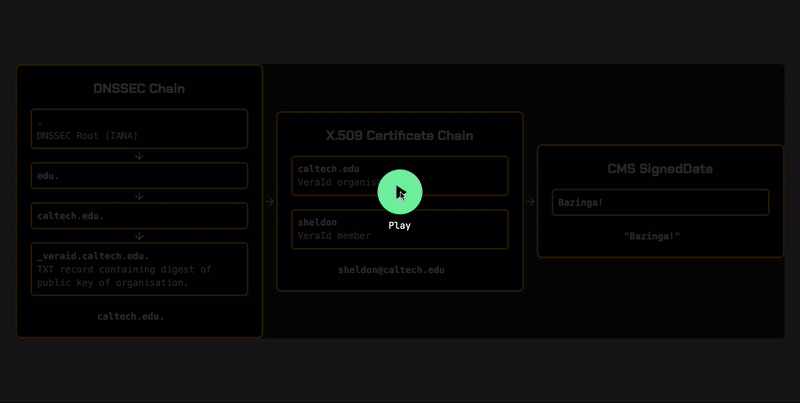 DNSSEC Chain
.
DNSSEC Root (IANA)
edu.
caltech.edu.
_veraid.caltech.edu.
TXT record containing digest of
public key of organisation.
caltech.edu.
X.509 Certificate Chain
caltech.edu
VeraId
sheldon
VeraId member
sheldon@caltech.edu
Play
CMS SignedData
Bazinga!
"Bazinga!"